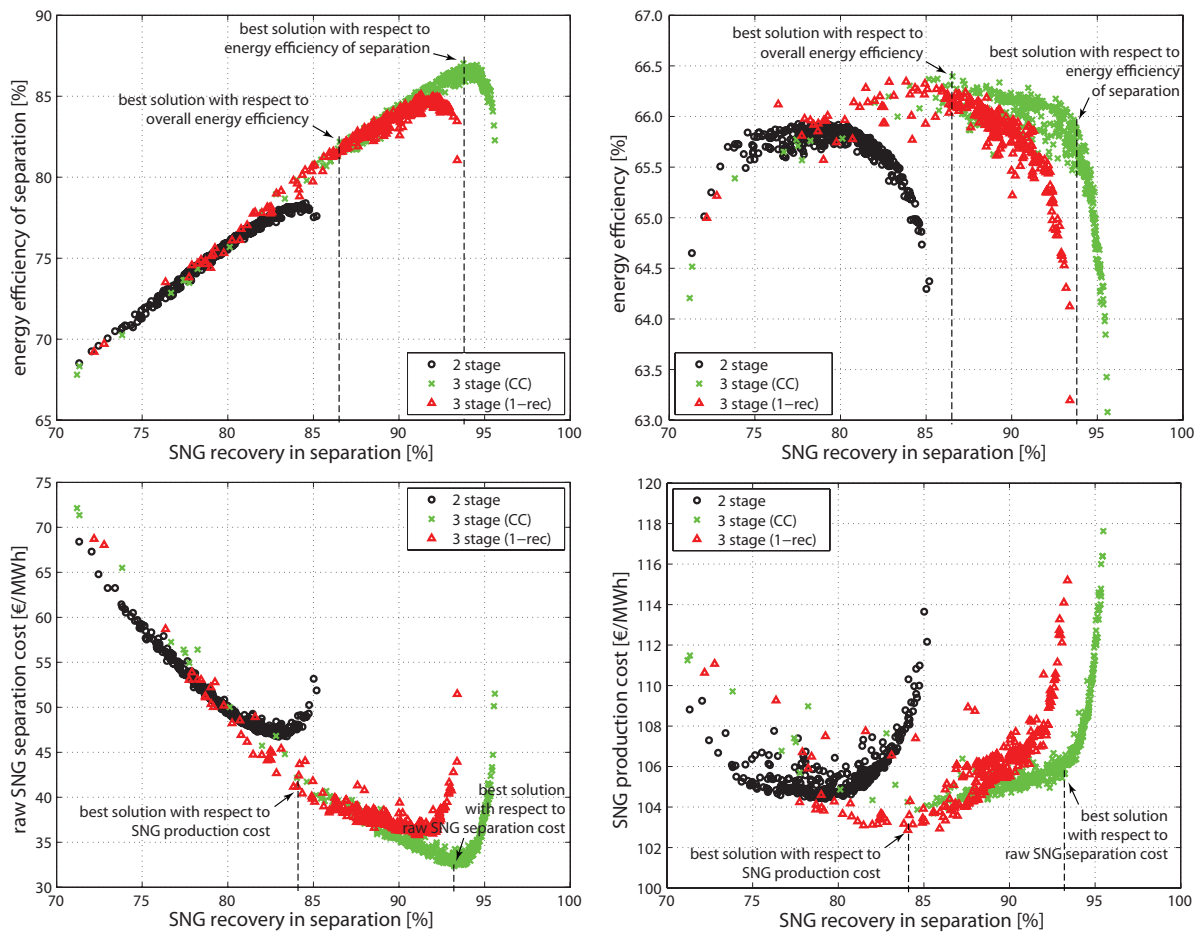 best solution with respect to
energy efficiency of separation
best solution with respect to
overall energy efficiency
energy efficiency of separation [%]
90
85
80
75
70
65
2 stage
3 stage (CC)
3 stage (1−rec)
70 75 80 85 90 95 100
SNG recovery in separation [%]
best solution with respect to
overall energy efficiency
best solution with respect to
energy efficiency
of separation
energy efficiency [%]
67.0
66.5
66.0
65.5
65.0
64.5
64.0
63.5
63.0
2 stage
3 stage (CC)
3 stage (1−rec)
70 75 80 85 90 95 100
SNG recovery in separation [%]
raw SNG separation cost [€/MWh]
75
70
65
60
55
50
45
40
35
30
2 stage
3 stage (CC)
3 stage (1−rec)
best solution with respect to
SNG production cost
best solution
with respect to
raw SNG separation cost
70 75 80 85 90 95 100
SNG recovery in separation [%]
SNG production cost [€/MWh]
120
118
116
114
112
110
108
106
104
102
100
2 stage
3 stage (CC)
3 stage (1−rec)
best solution with respect to
SNG production cost
best solution
with respect to
raw SNG separation cost
70 75 80 85 90 95 100
SNG recovery in separation [%]